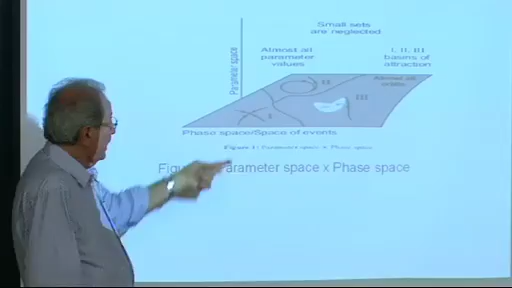 Small sets
are neglected
Parameter space
Almost all
parameter
values
I, II, III
basins of
attraction
Almost all
orbits
II
III
I
Phase space/Space of events
Figure 1: Parameter space x Phase space
Figu arameter space x Phase space